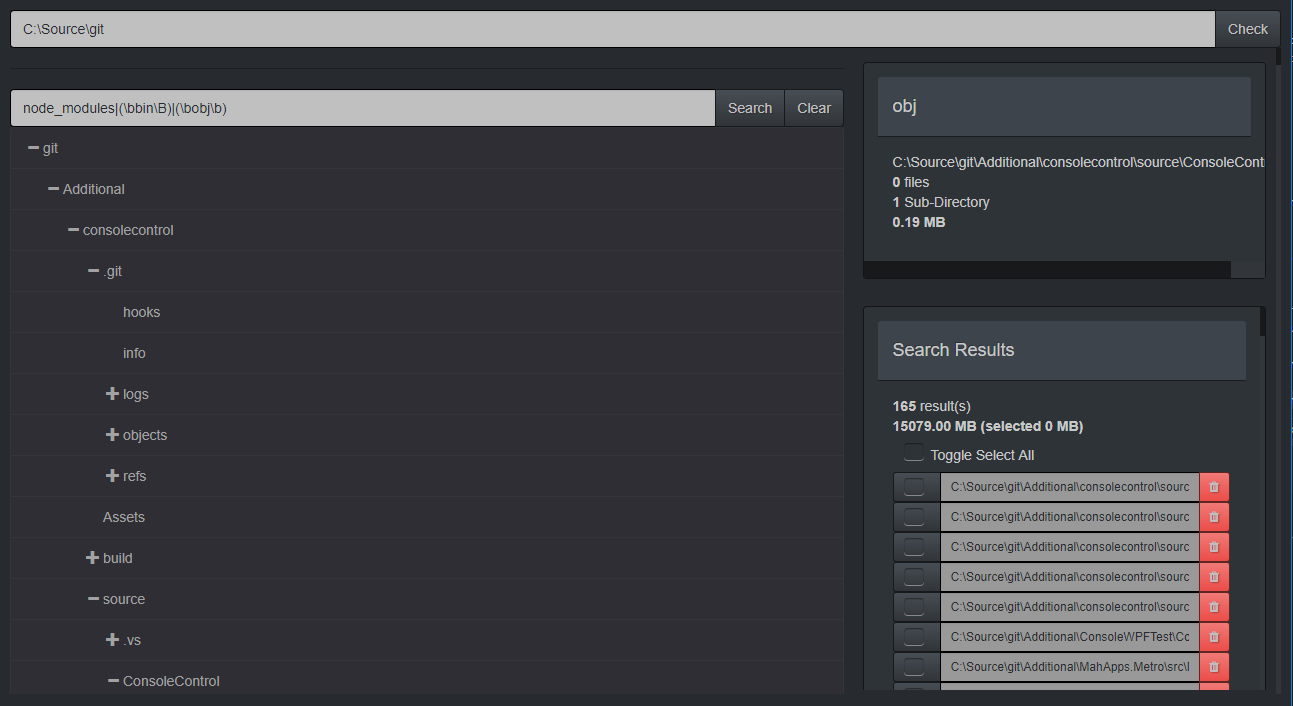 C:\Source\git
Check
node_modules|(\bbin\B)|(\bobj\b)
Search
Clear
git
Additional
consolecontrol
.git
hooks
info
logs
objects
refs
Assets
build
source
.vs
ConsoleControl
obj
C:\Source\git\Additional\consolecontrol\source\ConsoleCont
0 files
1 Sub-Directory
0.19 MB
Search Results
165 result(s)
15079.00 MB (selected 0 MB)
Toggle Select All
C:\Source\git\Additional\consolecontrol\sourc
C:\Source\git\Additional\consolecontrol\sourc
C:\Source\git\Additional\consolecontrol\sourc
C:\Source\git\Additional\consolecontrol\sourc
C:\Source\git\Additional\consolecontrol\sourc
C:\Source\git\Additional\ConsoleWPFTest\Co
C:\Source\git\Additional\MahApps.Metro\src\